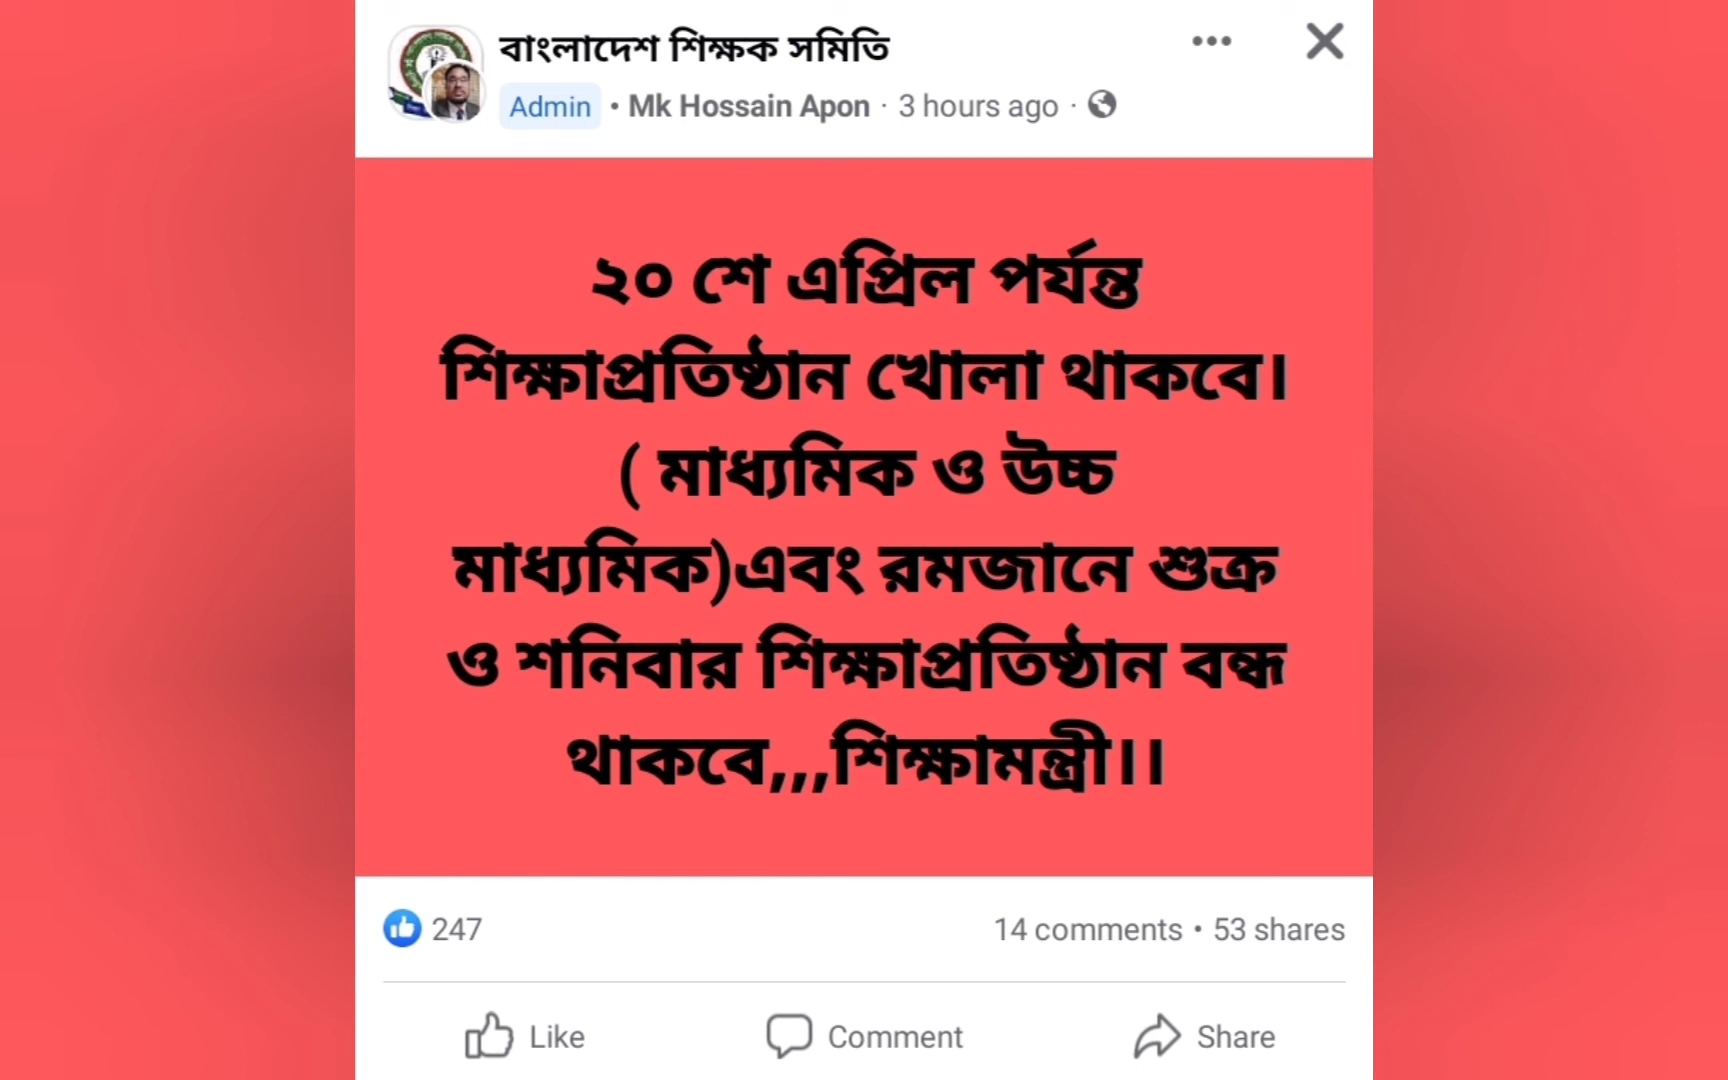 বাংলাদেশ শিক্ষক সমিতি
Admin • Mk Hossain Apon · 3 hours ago ·
২০ শে এপ্রিল পর্যন্ত
শিক্ষাপ্রতিষ্ঠান খোলা থাকবে।
( মাধ্যমিক ও উচ্চ
মাধ্যমিক)এবং রমজানে শুক্র
ও শনিবার শিক্ষাপ্রতিষ্ঠান বন্ধ
থাকবে,,,শিক্ষামন্ত্রী।।
247
14 comments • 53 shares
Like Comment Share